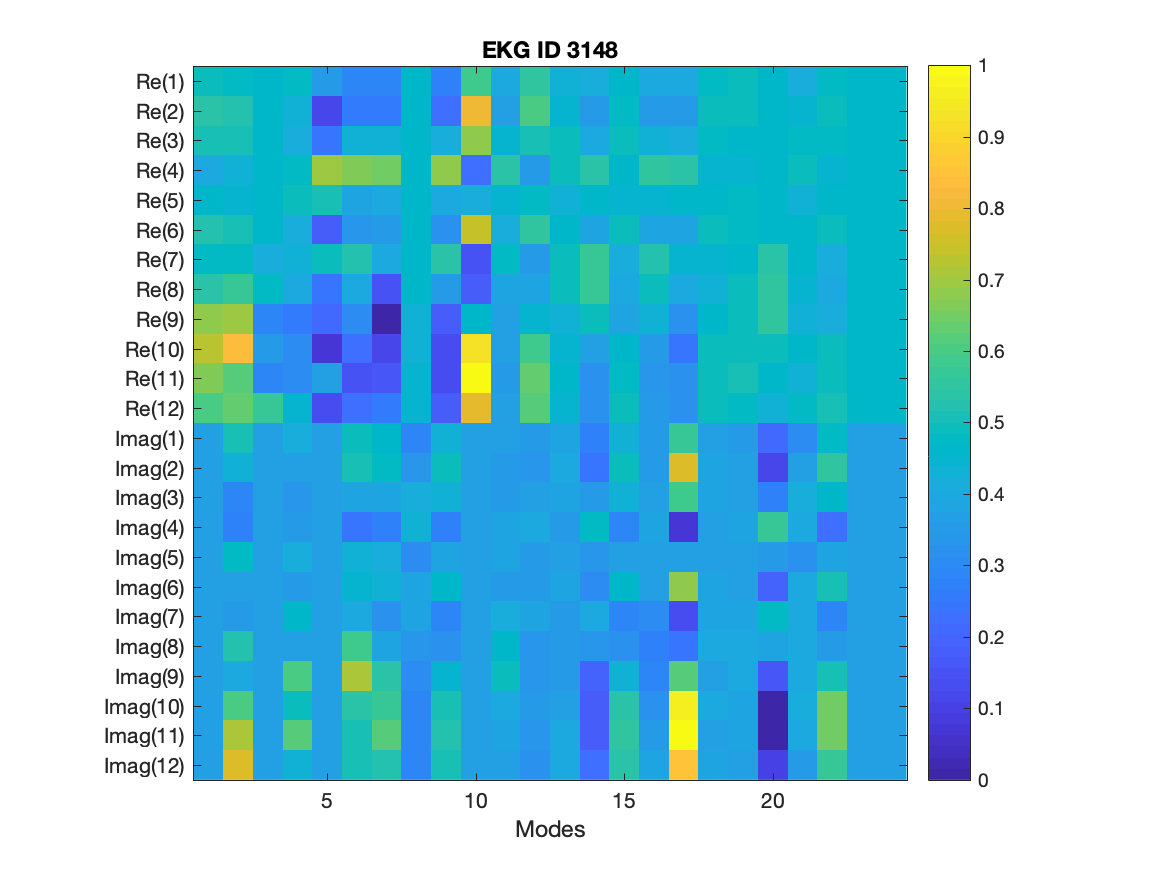 EKG ID 3148
Re(1)
Re(2)
Re(3)
Re(4)
Re(5)
Re(6)
Re(7)
Re(8)
Re(9)
Re(10)
Re(11)
Re(12)
Imag(1)
Imag(2)
Imag(3)
Imag(4)
Imag(5)
Imag(6)
Imag(7)
Imag(8)
Imag(9)
Imag(10)
Imag(11)
Imag(12)
5 10 15 20
Modes
1
0.9
0.8
0.7
0.6
0.5
0.4
0.3
0.2
0.1
0